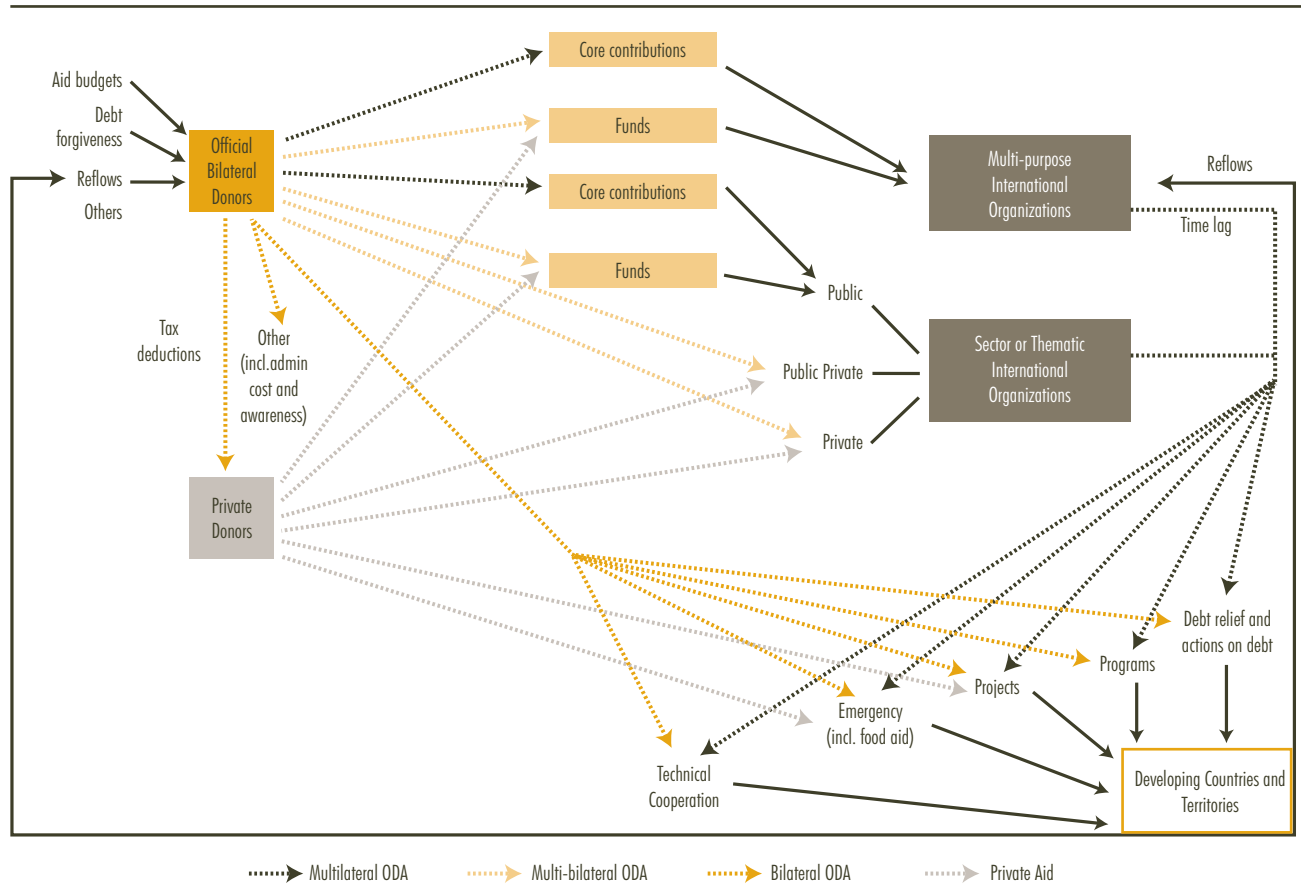 Aid budgets
Debt
forgiveness
Reflows
Others
Official
Bilateral
Donors
Core contributions
Funds
Core contributions
Funds
Multi-purpose
International
Organizations
Reflows
Time lag
Public
Public Private
Private
Sector or Thematic
International
Organizations
Tax
deductions
Other
(incl.admin
cost and
awareness)
Private
Donors
Debt relief and
actions on debt
Programs
Projects
Emergency
(incl. food aid)
Technical
Cooperation
Developing Countries and
Territories
Multilateral ODA
Multi-bilateral ODA
Bilateral ODA
Private Aid